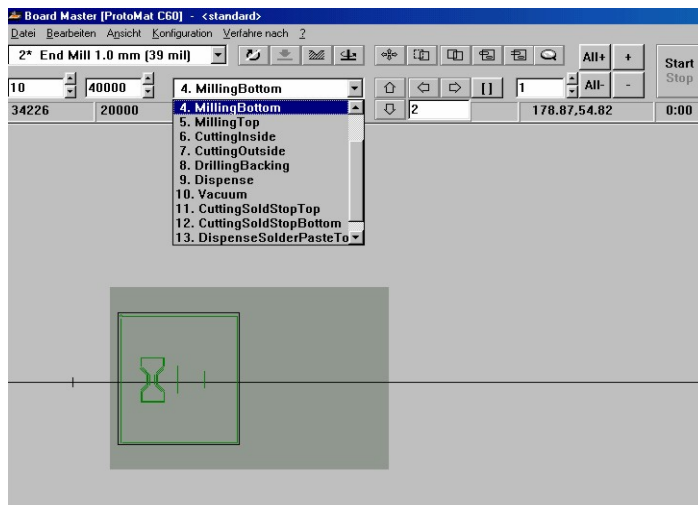 Board Master [ProtoMat C60] - <standard>
Datei Bearbeiten Ansicht Konfiguration Verfahre nach ?
2* End Mill 1.0 mm (39 mil) All+ + Start
10 40000 4. MillingBottom [ ] 1 All- - Stop
34226 20000 2 178.87,54.82 0:00
4. MillingBottom
5. MillingTop
6. CuttingInside
7. CuttingOutside
8. DrillingBacking
9. Dispense
10. Vacuum
11. CuttingSoldStopTop
12. CuttingSoldStopBottom
13. DispenseSolderPasteTo